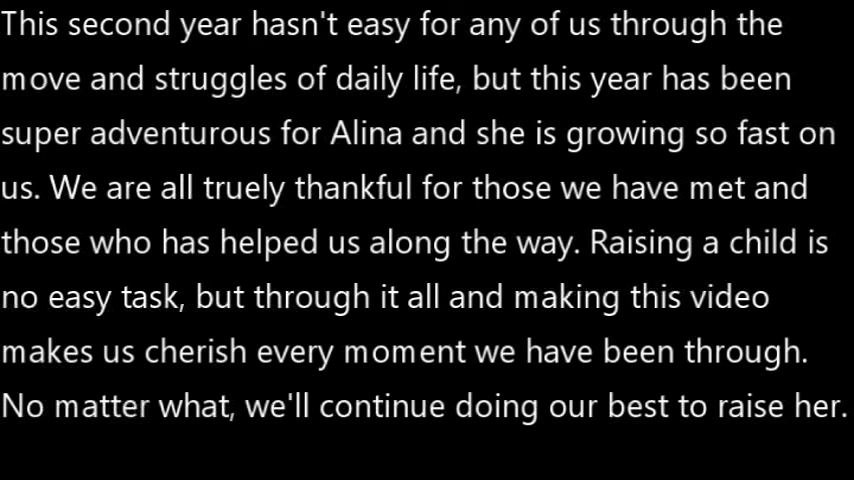 This second year hasn't easy for any of us through the
move and struggles of daily life, but this year has been
super adventurous for Alina and she is growing so fast on
us. We are all truely thankful for those we have met and
those who has helped us along the way. Raising a child is
no easy task, but through it all and making this video
makes us cherish every moment we have been through.
No matter what, we'll continue doing our best to raise her.